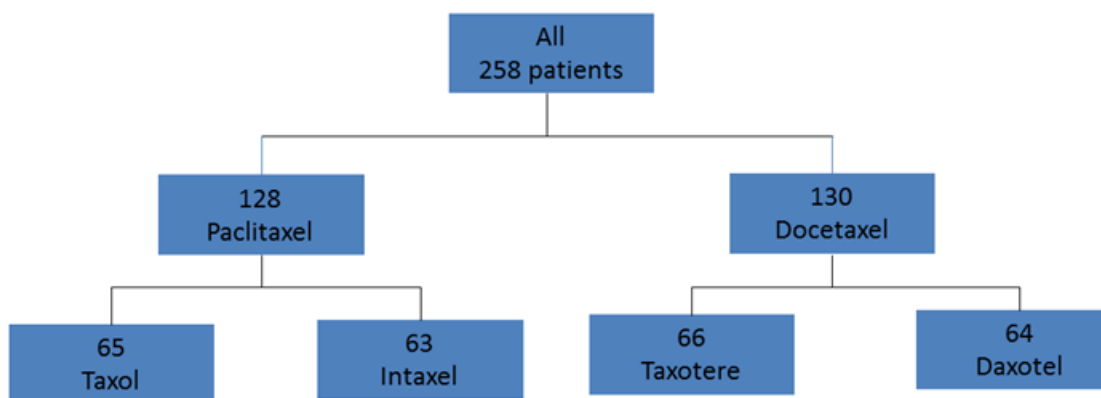 All
258 patients
128
Paclitaxel
130
Docetaxel
65
Taxol
63
Intaxel
66
Taxotere
64
Daxotel